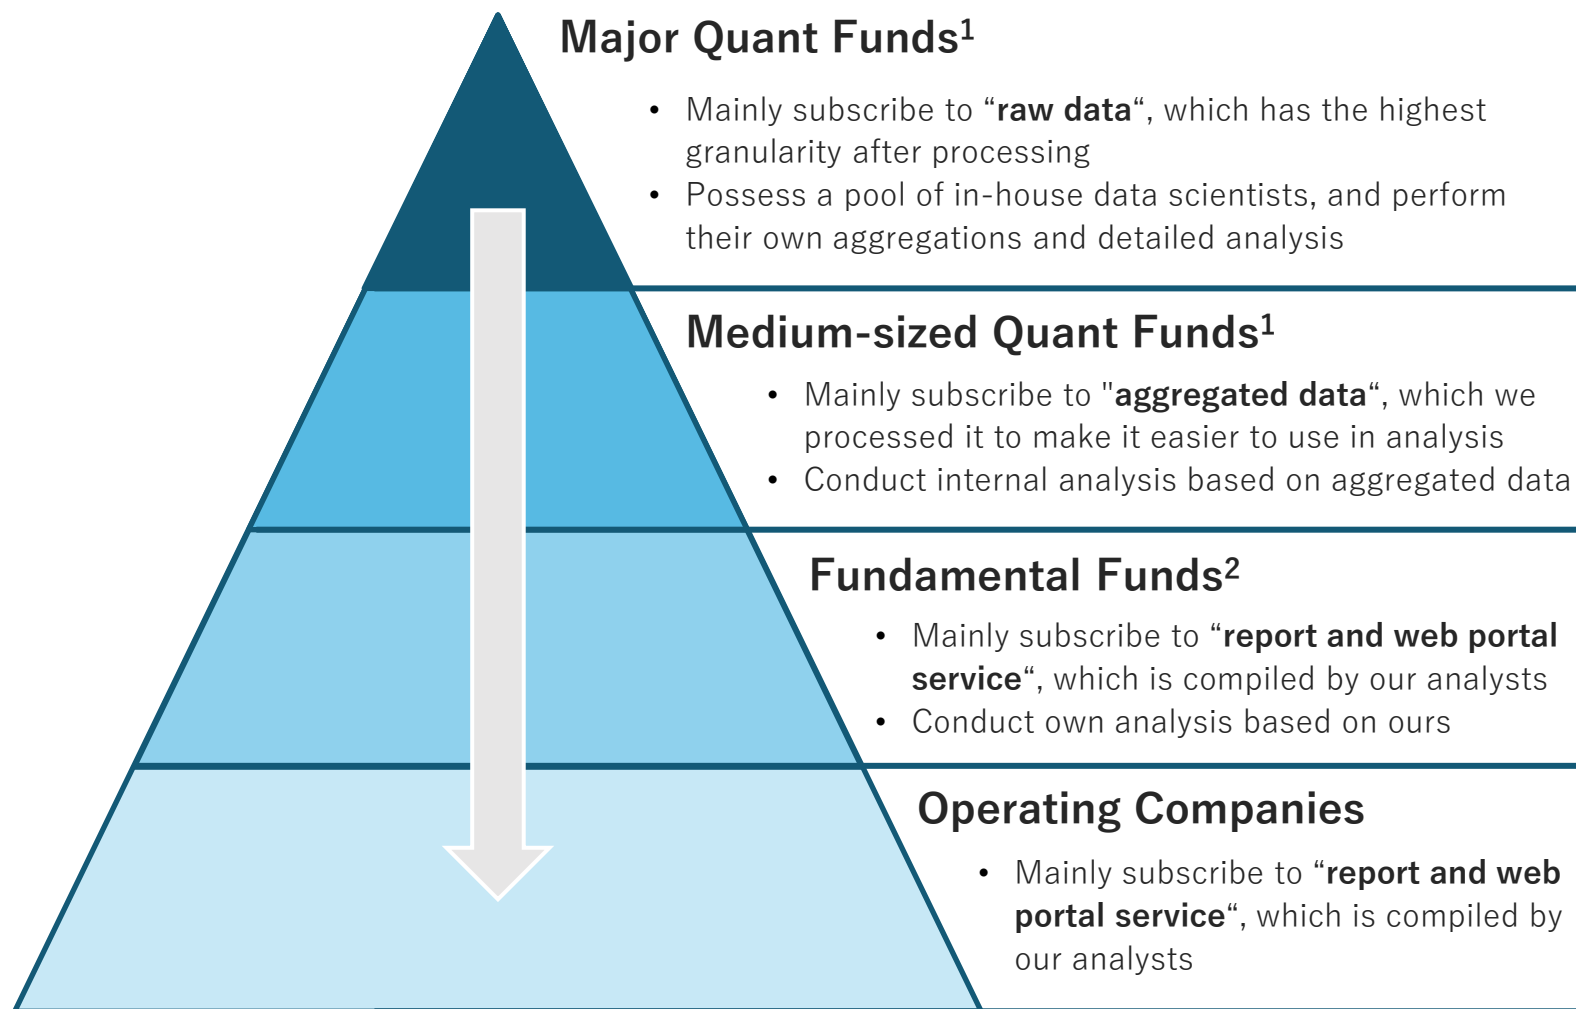 Major Quant Funds¹
• Mainly subscribe to “raw data“, which has the highest
granularity after processing
• Possess a pool of in-house data scientists, and perform
their own aggregations and detailed analysis
Medium-sized Quant Funds¹
• Mainly subscribe to "aggregated data“, which we
processed it to make it easier to use in analysis
• Conduct internal analysis based on aggregated data
Fundamental Funds²
• Mainly subscribe to “report and web portal
service“, which is compiled by our analysts
• Conduct own analysis based on ours
Operating Companies
• Mainly subscribe to “report and web
portal service“, which is compiled by
our analysts